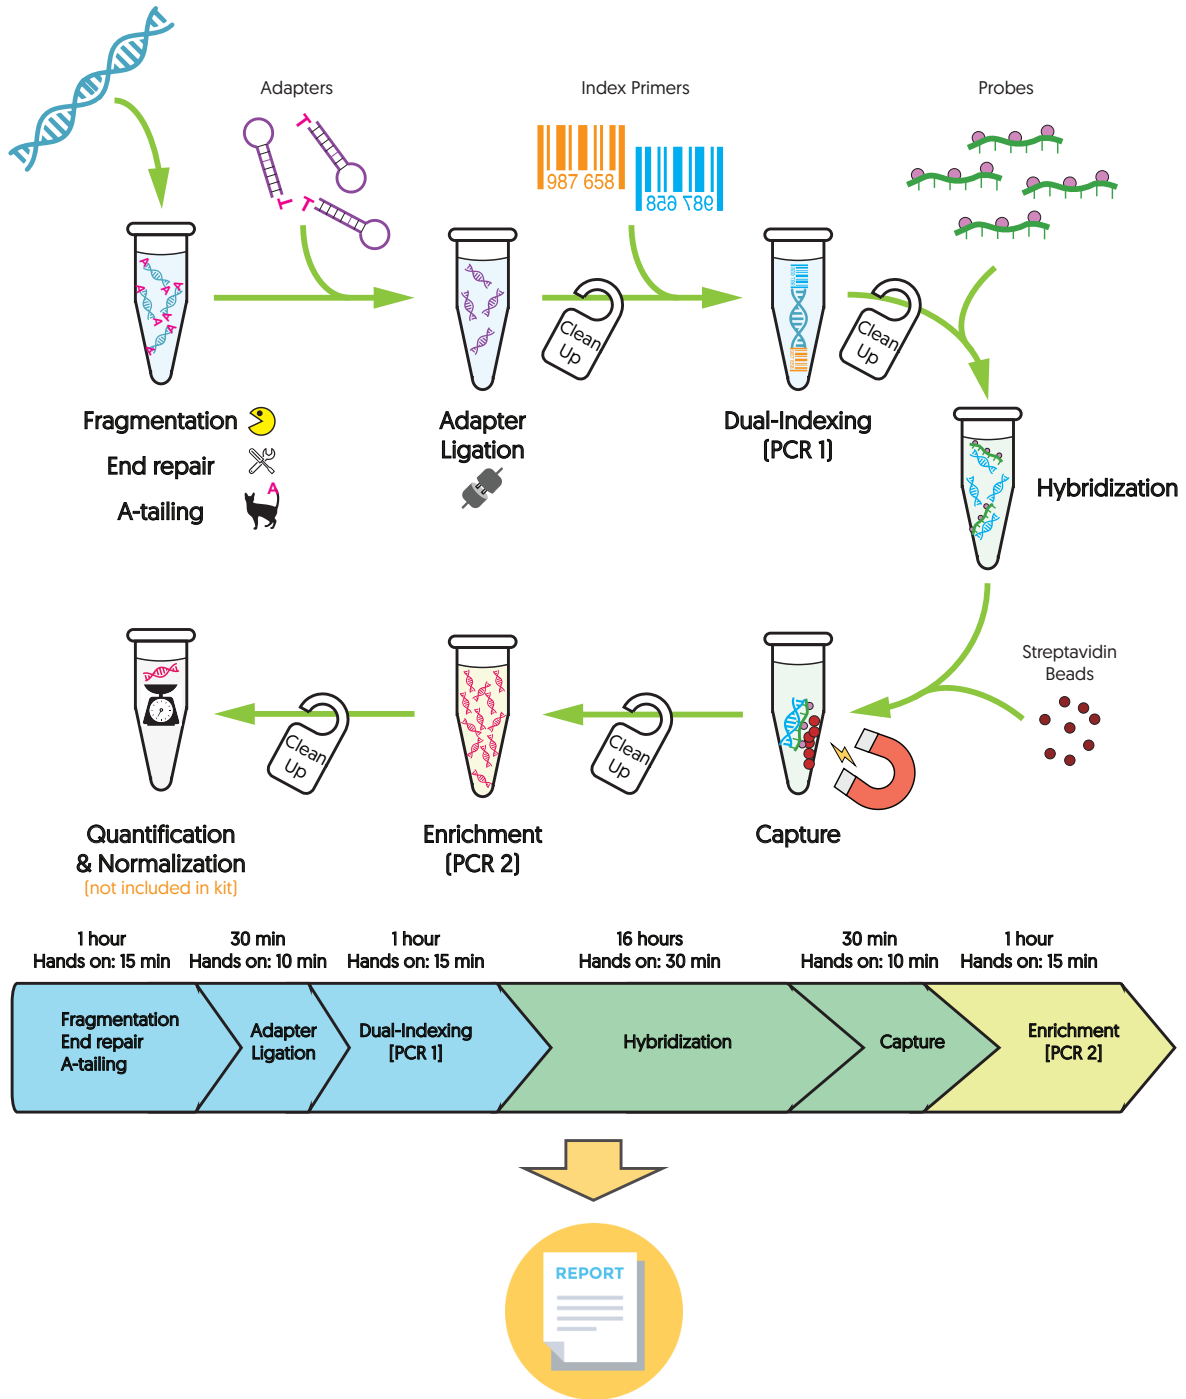 Adapters
Index Primers
Probes
T
T
T
987 658
987 658
A
A
A
A
A
A
A
Clean
Up
Clean
Up
Fragmentation
End repair
A-tailing
A
Adapter
Ligation
Dual-Indexing
(PCR 1)
Hybridization
Streptavidin
Beads
Clean
Up
Clean
Up
Quantification
& Normalization
(not included in kit)
Enrichment
(PCR 2)
Capture
1 hour
Hands on: 15 min
30 min
Hands on: 10 min
1 hour
Hands on: 15 min
16 hours
Hands on: 30 min
30 min
Hands on: 10 min
1 hour
Hands on: 15 min
Fragmentation
End repair
A-tailing
Adapter
Ligation
Dual-Indexing
[PCR 1]
Hybridization
Capture
Enrichment
[PCR 2]
REPORT